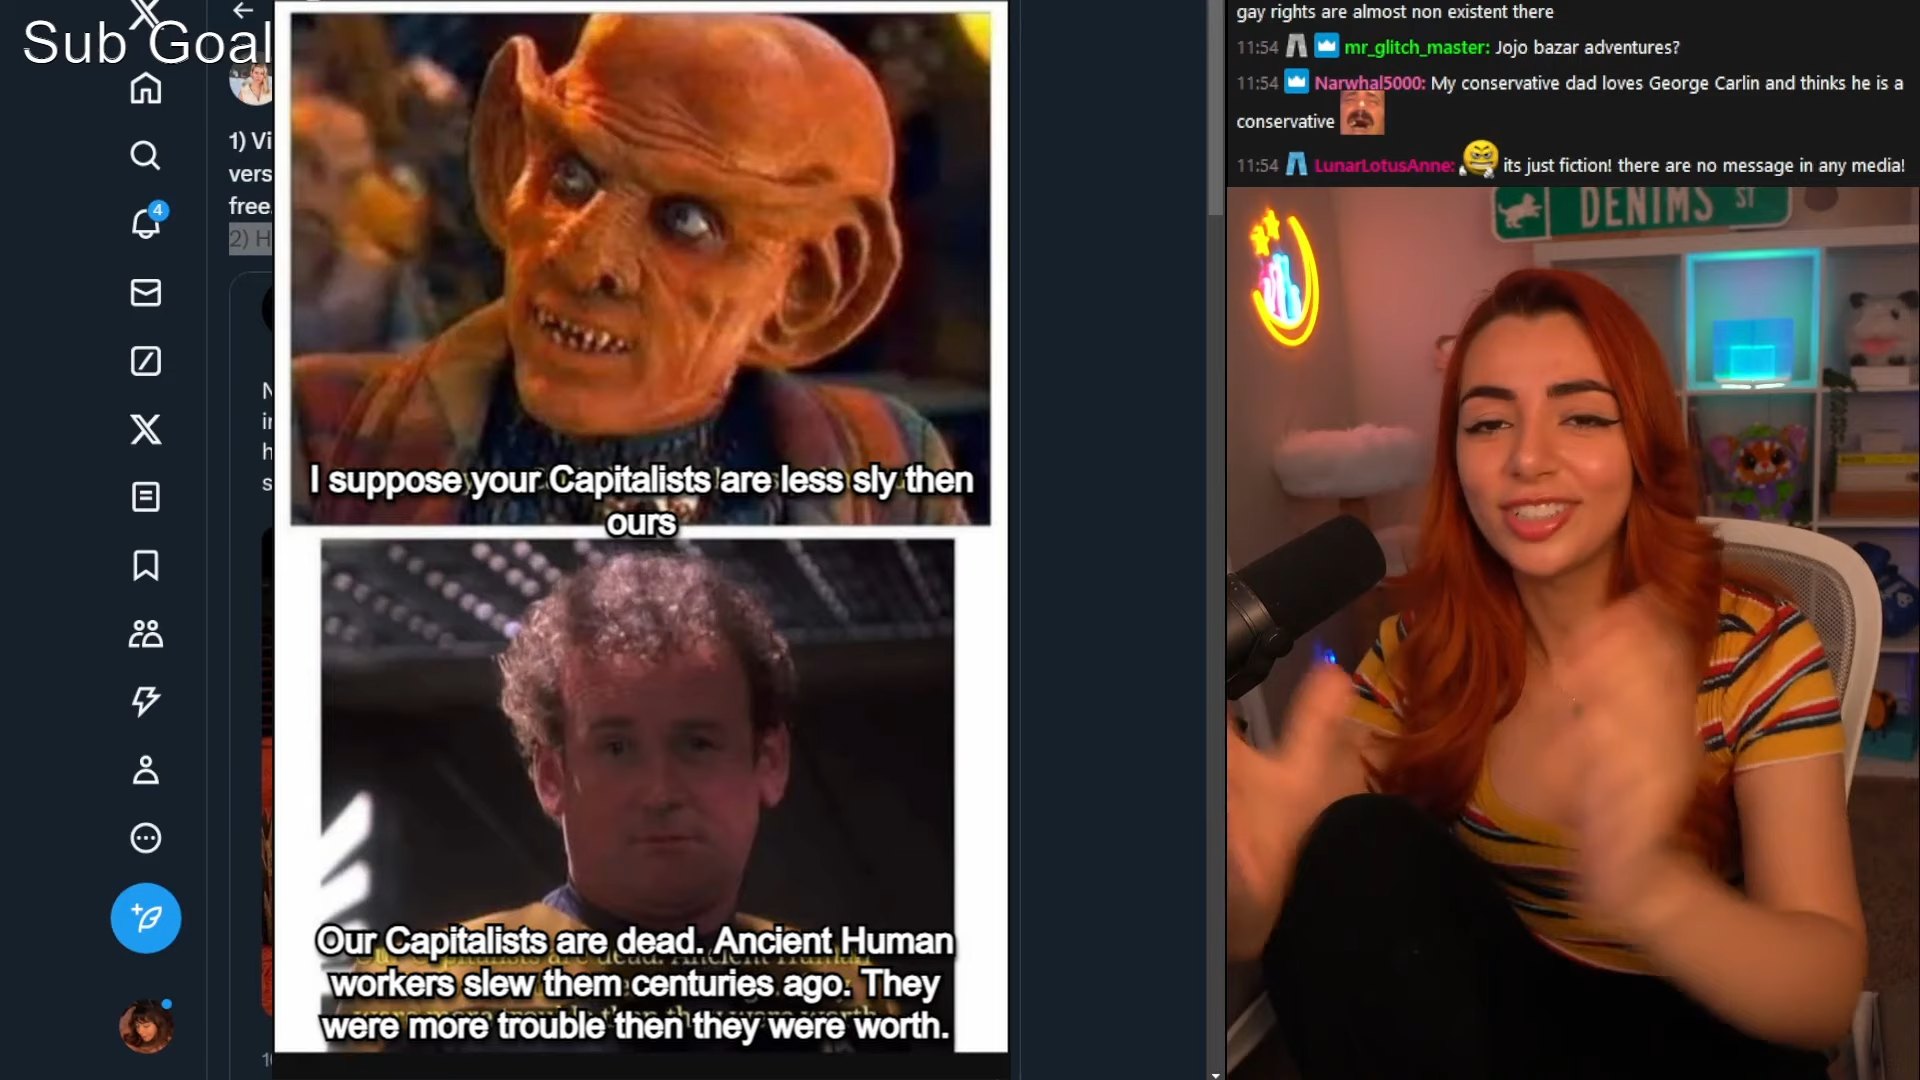 Sub Goal
4
1) Vi
vers
free.
2) H
N
ir
h
s
10
I suppose your Capitalists are less sly then
ours
Our Capitalists are dead. Ancient Human
workers slew them centuries ago. They
were more trouble then they were worth.
gay rights are almost non existent there
11:54 mr_glitch_master: Jojo bazar adventures?
11:54 Narwhal5000: My conservative dad loves George Carlin and thinks he is a
conservative
11:54 LunarLotusAnne: its just fiction! there are no message in any media!
DENIMS ST